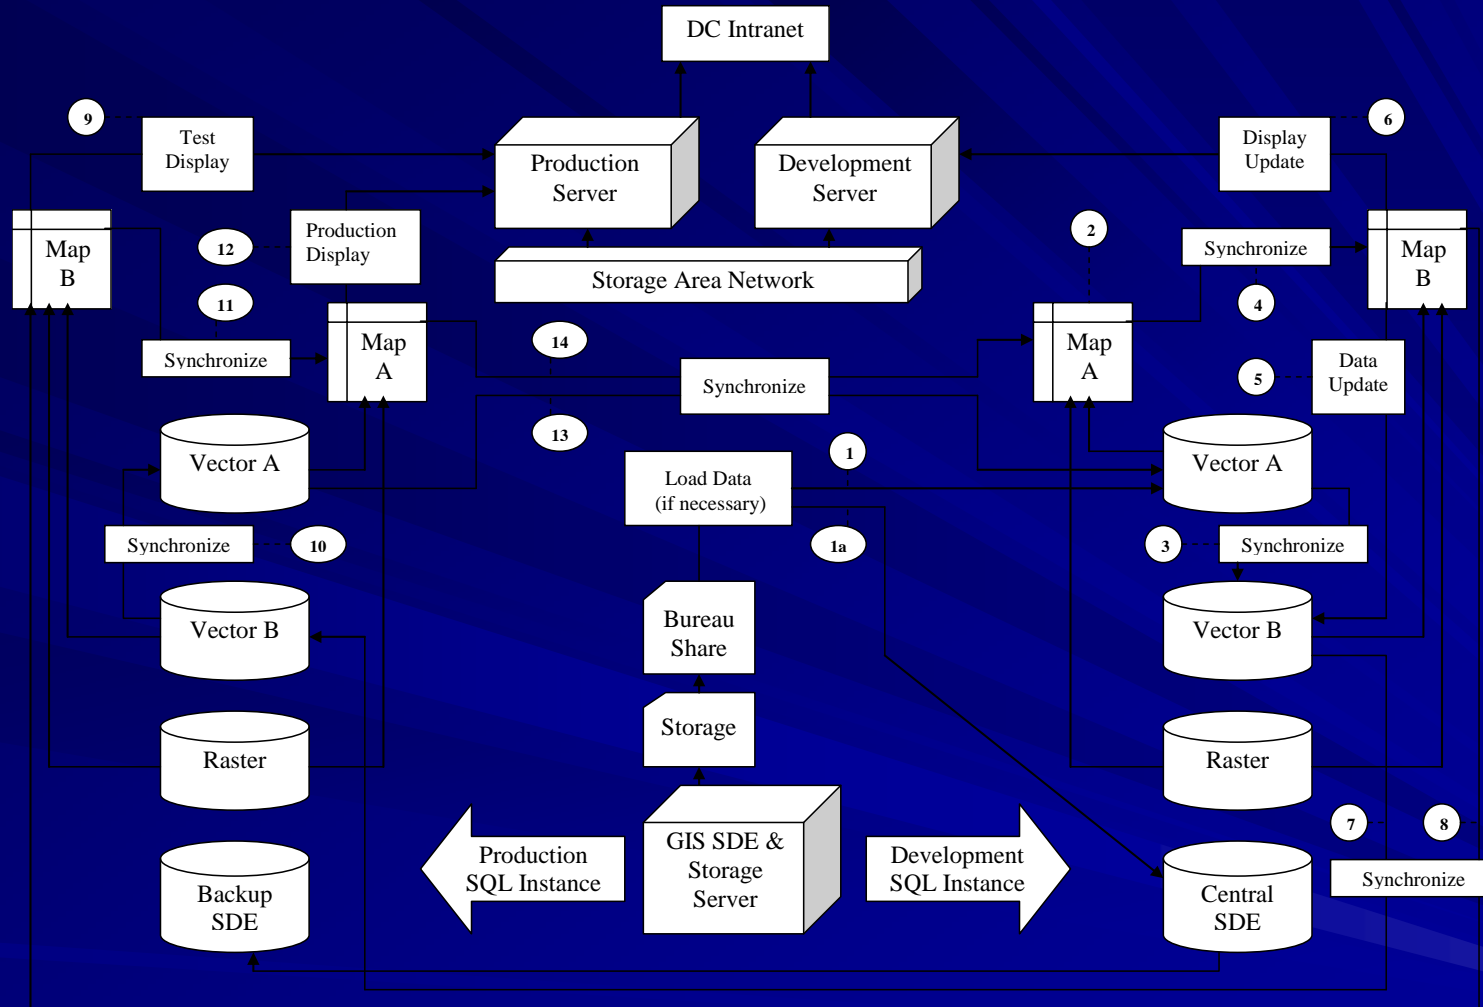 DC Intranet
9
Test
Display
Production
Server
Development
Server
Display
Update
6
Map
B
12
Production
Display
2
Synchronize
Map
B
Storage Area Network
11
4
Synchronize
Map
A
14
Synchronize
Map
A
5
Data
Update
13
Vector A
1
Load Data
(if necessary)
Vector A
Synchronize
10
1a
3
Synchronize
Vector B
Bureau
Share
Vector B
Raster
Storage
Raster
7
8
Production
SQL Instance
GIS SDE &
Storage
Server
Development
SQL Instance
Synchronize
Backup
SDE
Central
SDE